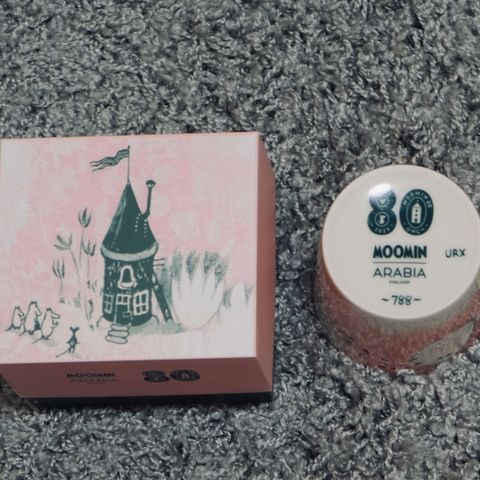 MOOMIN
ARABIA
80
80
MOOMIN
ARABIA
FINLAND
~788~
URX